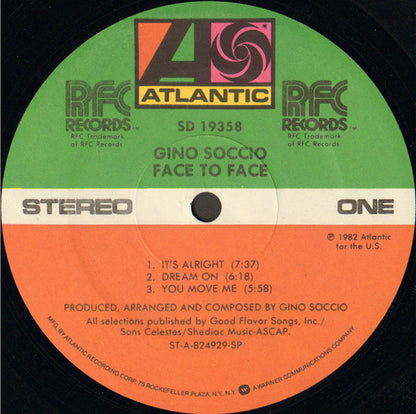 ATLANTIC
RFC
RECORDS™
RFC Trademark
of RFC Records
RFC
RECORDS™
RFC Trademark
of RFC Records
SD 19358
GINO SOCCIO
FACE TO FACE
STEREO
ONE
℗ 1982 Atlantic
for the U.S.
1. IT'S ALRIGHT (7:37)
2. DREAM ON (6:18)
3. YOU MOVE ME (5:58)
PRODUCED, ARRANGED AND COMPOSED BY GINO SOCCIO
All selections published by Good Flavor Songs, Inc./
Sons Celestes/Shediac Music-ASCAP.
ST-A-824929-SP
MFG. BY ATLANTIC RECORDING CORP., 75 ROCKEFELLER PLAZA, N.Y., N.Y. A WARNER COMMUNICATIONS COMPANY